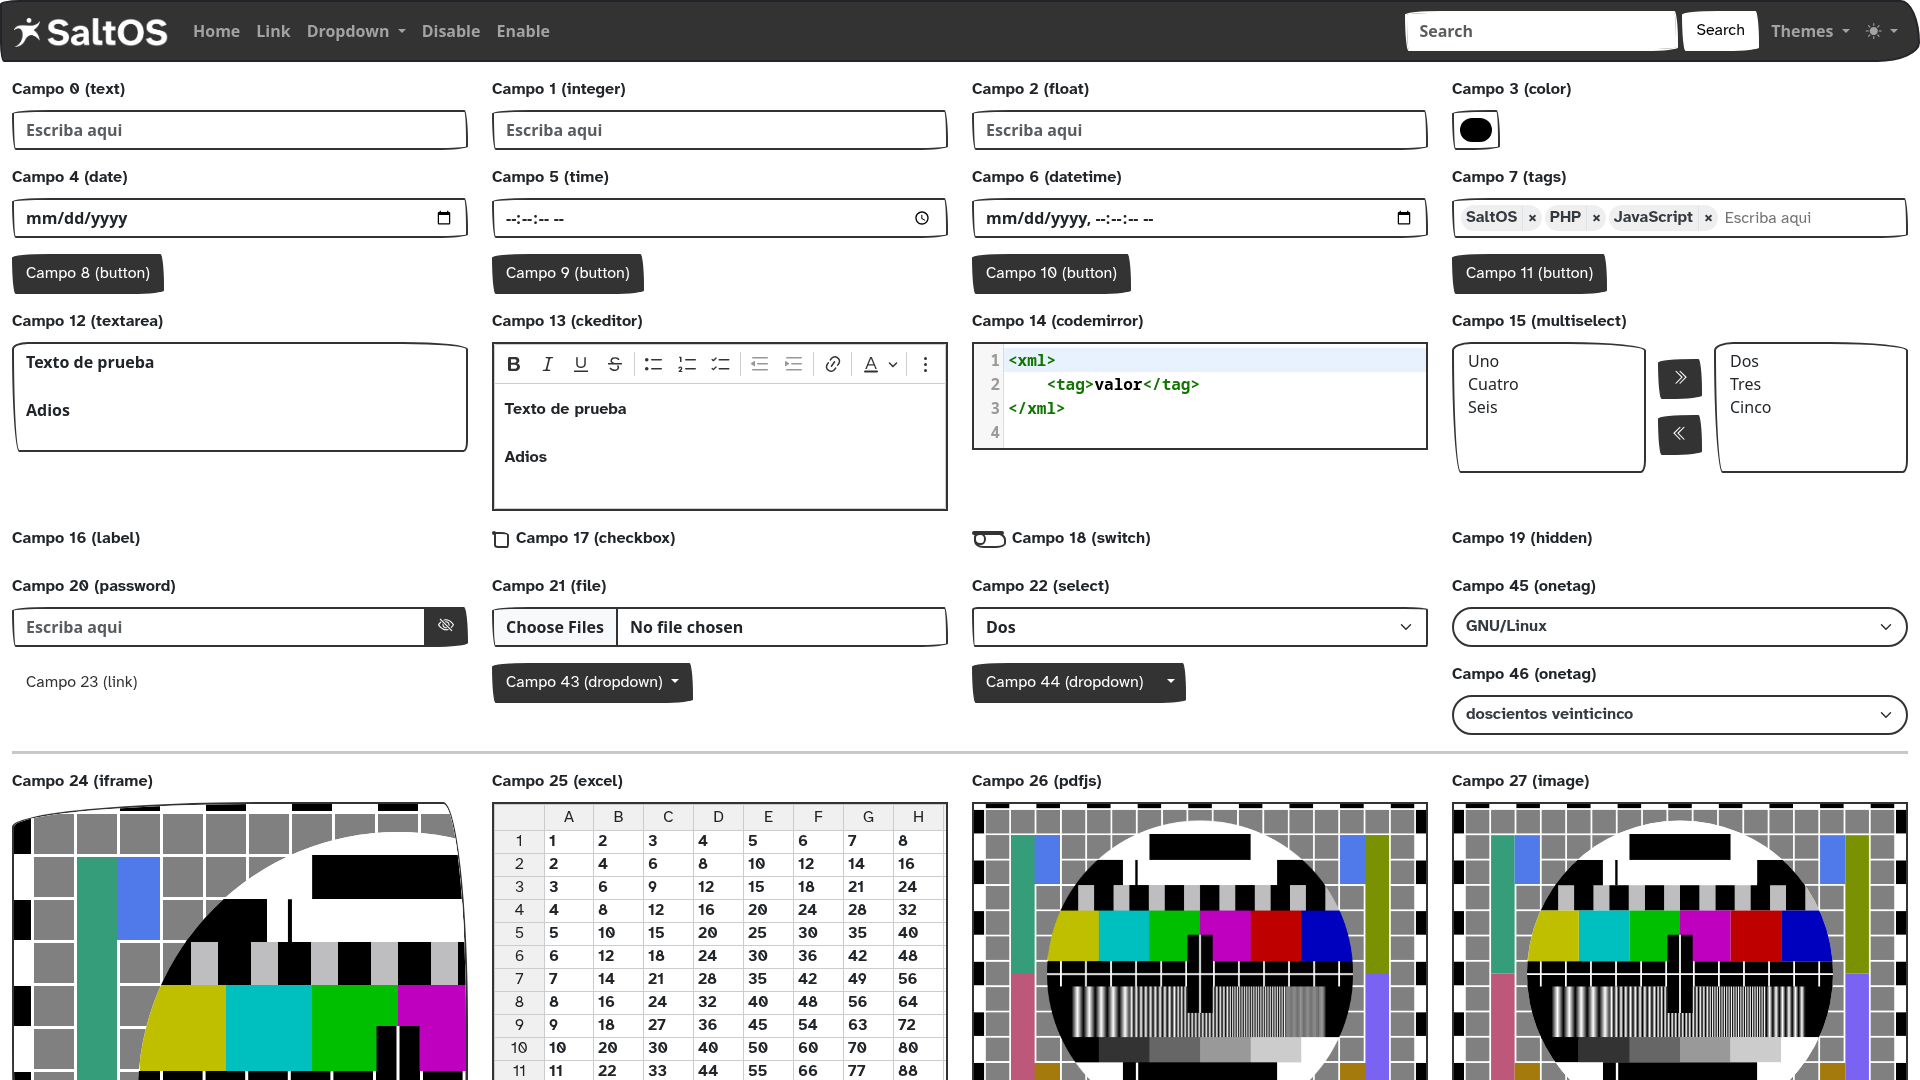 SaltOS Home Link Dropdown Disable Enable Search Search Themes
Campo 0 (text) Campo 1 (integer) Campo 2 (float) Campo 3 (color)
Escriba aqui Escriba aqui Escriba aqui
Campo 4 (date) Campo 5 (time) Campo 6 (datetime) Campo 7 (tags)
mm/dd/yyyy --:--:-- -- mm/dd/yyyy, --:--:-- -- SaltOS × PHP × JavaScript × Escriba aqui
Campo 8 (button) Campo 9 (button) Campo 10 (button) Campo 11 (button)
Campo 12 (textarea) Campo 13 (ckeditor) Campo 14 (codemirror) Campo 15 (multiselect)
Texto de prueba
Adios
B I U S A
Texto de prueba
Adios
1 <xml>
2 <tag>valor</tag>
3 </xml>
4
Uno
Cuatro
Seis
Dos
Tres
Cinco
Campo 16 (label) Campo 17 (checkbox) Campo 18 (switch) Campo 19 (hidden)
Campo 20 (password) Campo 21 (file) Campo 22 (select) Campo 45 (onetag)
Escriba aqui Choose Files No file chosen Dos GNU/Linux
Campo 23 (link) Campo 43 (dropdown) Campo 44 (dropdown) Campo 46 (onetag)
doscientos veinticinco
Campo 24 (iframe) Campo 25 (excel) Campo 26 (pdfjs) Campo 27 (image)
A B C D E F G H
1 1 2 3 4 5 6 7 8
2 2 4 6 8 10 12 14 16
3 3 6 9 12 15 18 21 24
4 4 8 12 16 20 24 28 32
5 5 10 15 20 25 30 35 40
6 6 12 18 24 30 36 42 48
7 7 14 21 28 35 42 49 56
8 8 16 24 32 40 48 56 64
9 9 18 27 36 45 54 63 72
10 10 20 30 40 50 60 70 80
11 11 22 33 44 55 66 77 88